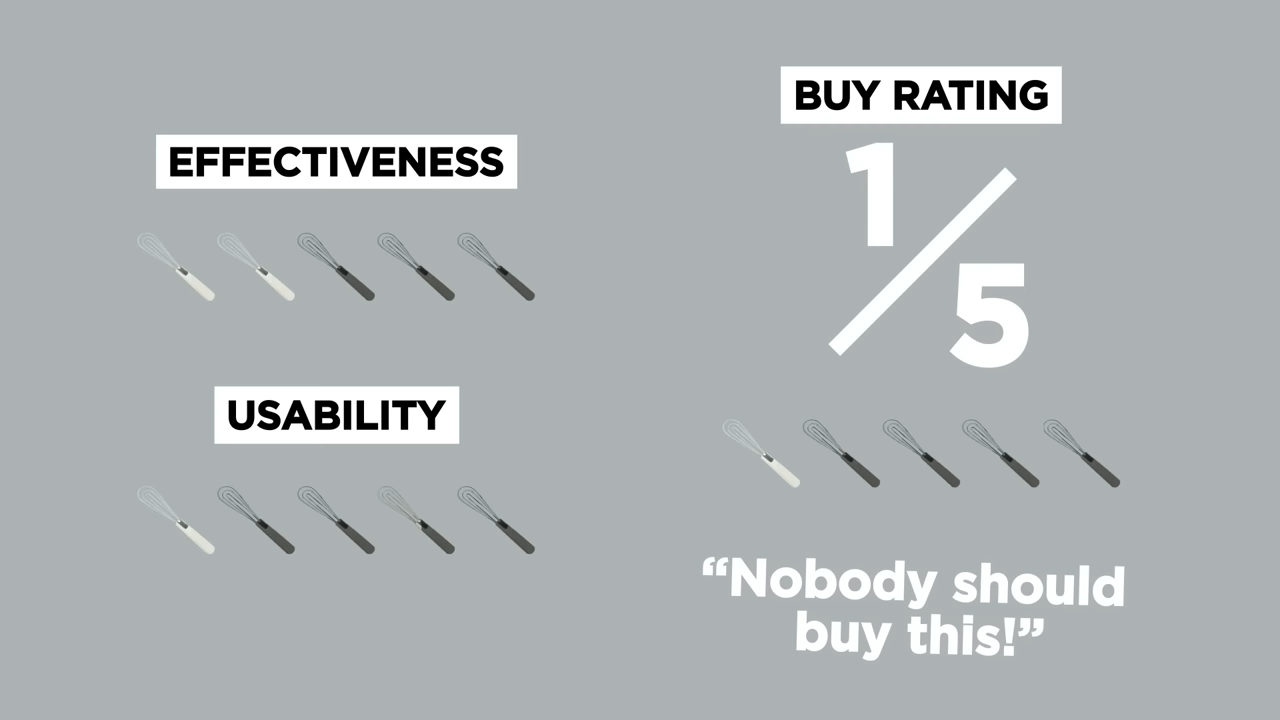 EFFECTIVENESS
USABILITY
BUY RATING
1/5
“Nobody should
buy this!”